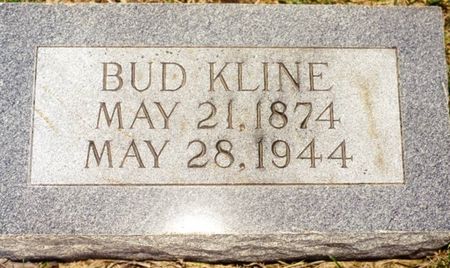 BUD KLINE
MAY 21, 1874
MAY 28, 1944